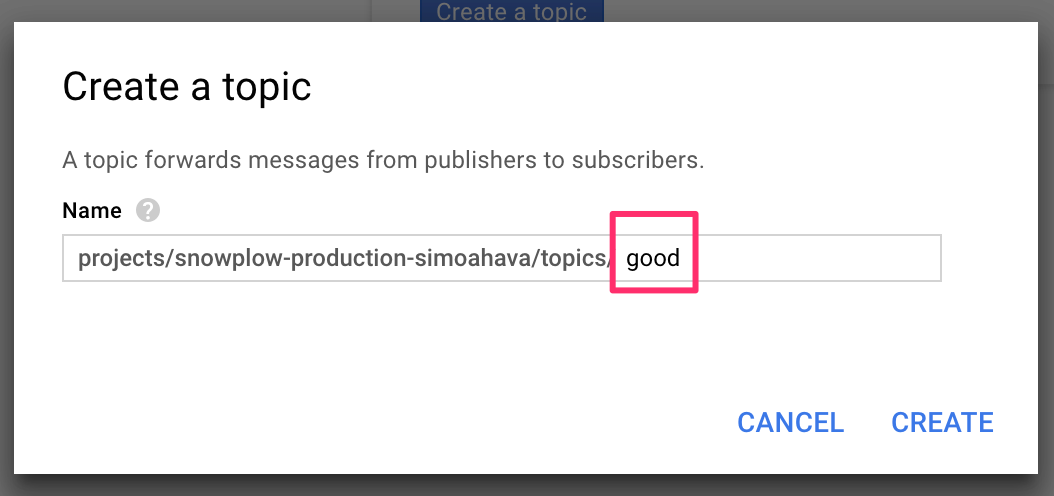 Create a topic
Create a topic
A topic forwards messages from publishers to subscribers.
Name ?
projects/snowplow-production-simoahava/topics/ good
CANCEL CREATE